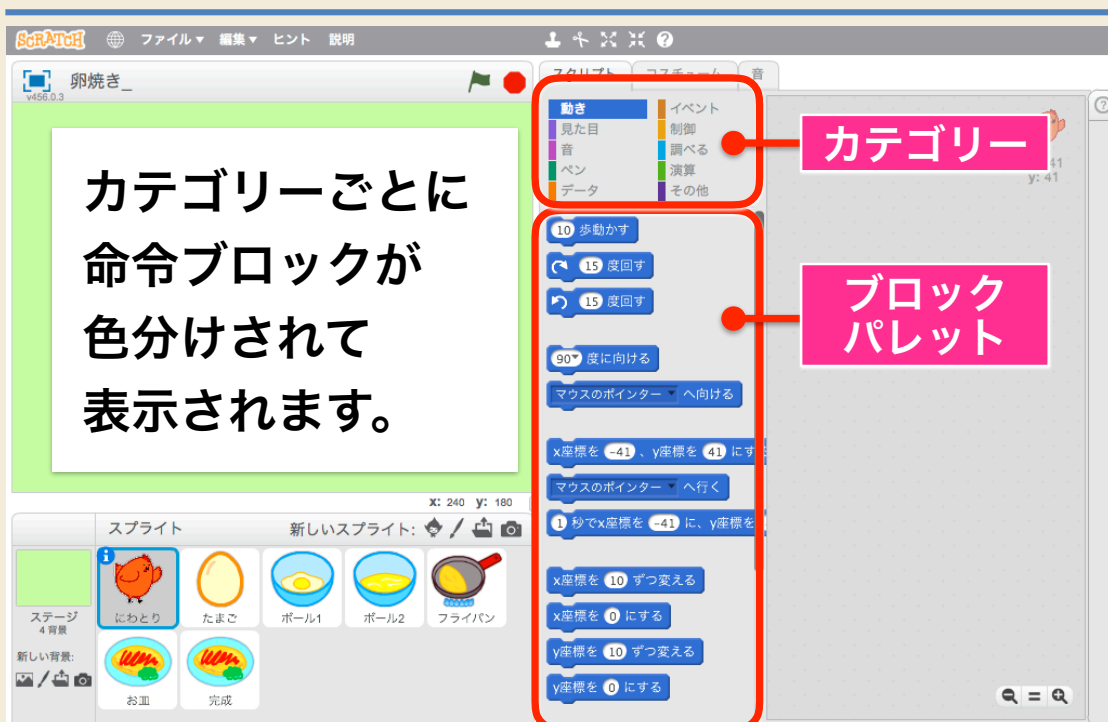 SCRATCH ファイル▼ 編集▼ ヒント 説明
卵焼き_
v456.0.3
スクリプト コスチューム 音
動き イベント
見た目 制御
音 調べる
ペン 演算
データ その他
カテゴリー
41
y: 41
カテゴリーごとに
命令ブロックが
色分けされて
表示されます。
10 歩動かす
15 度回す
15 度回す
90▼ 度に向ける
マウスのポインター へ向ける
x座標を -41 、y座標を 41 にす
マウスのポインター へ行く
1 秒でx座標を -41 に、y座標を
x座標を 10 ずつ変える
x座標を 0 にする
y座標を 10 ずつ変える
y座標を 0 にする
ブロック
パレット
x: 240 y: 180
スプライト 新しいスプライト:
ステージ
4 背景
新しい背景:
にわとり たまご ボール1 ボール2 フライパン
お皿 完成